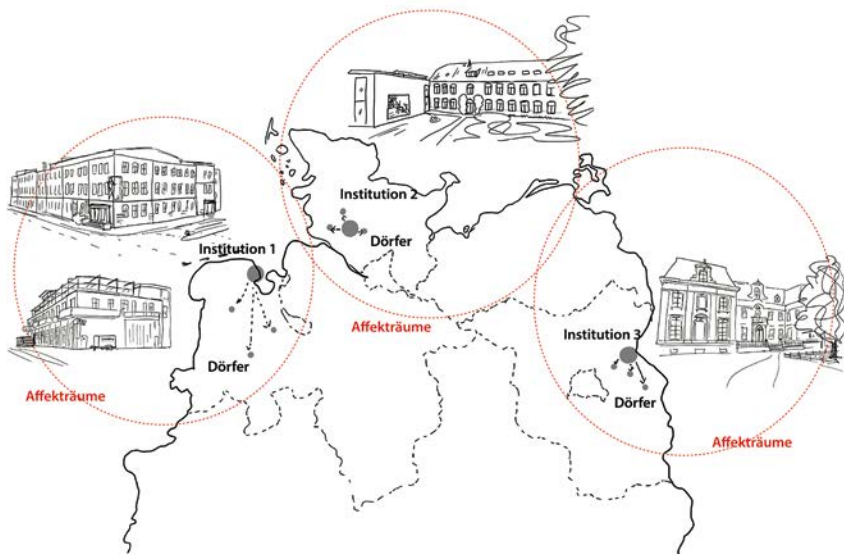 Institution 2
Dörfer
Institution 1
Affekträume
Institution 3
Dörfer
Affekträume
Dörfer
Affekträume